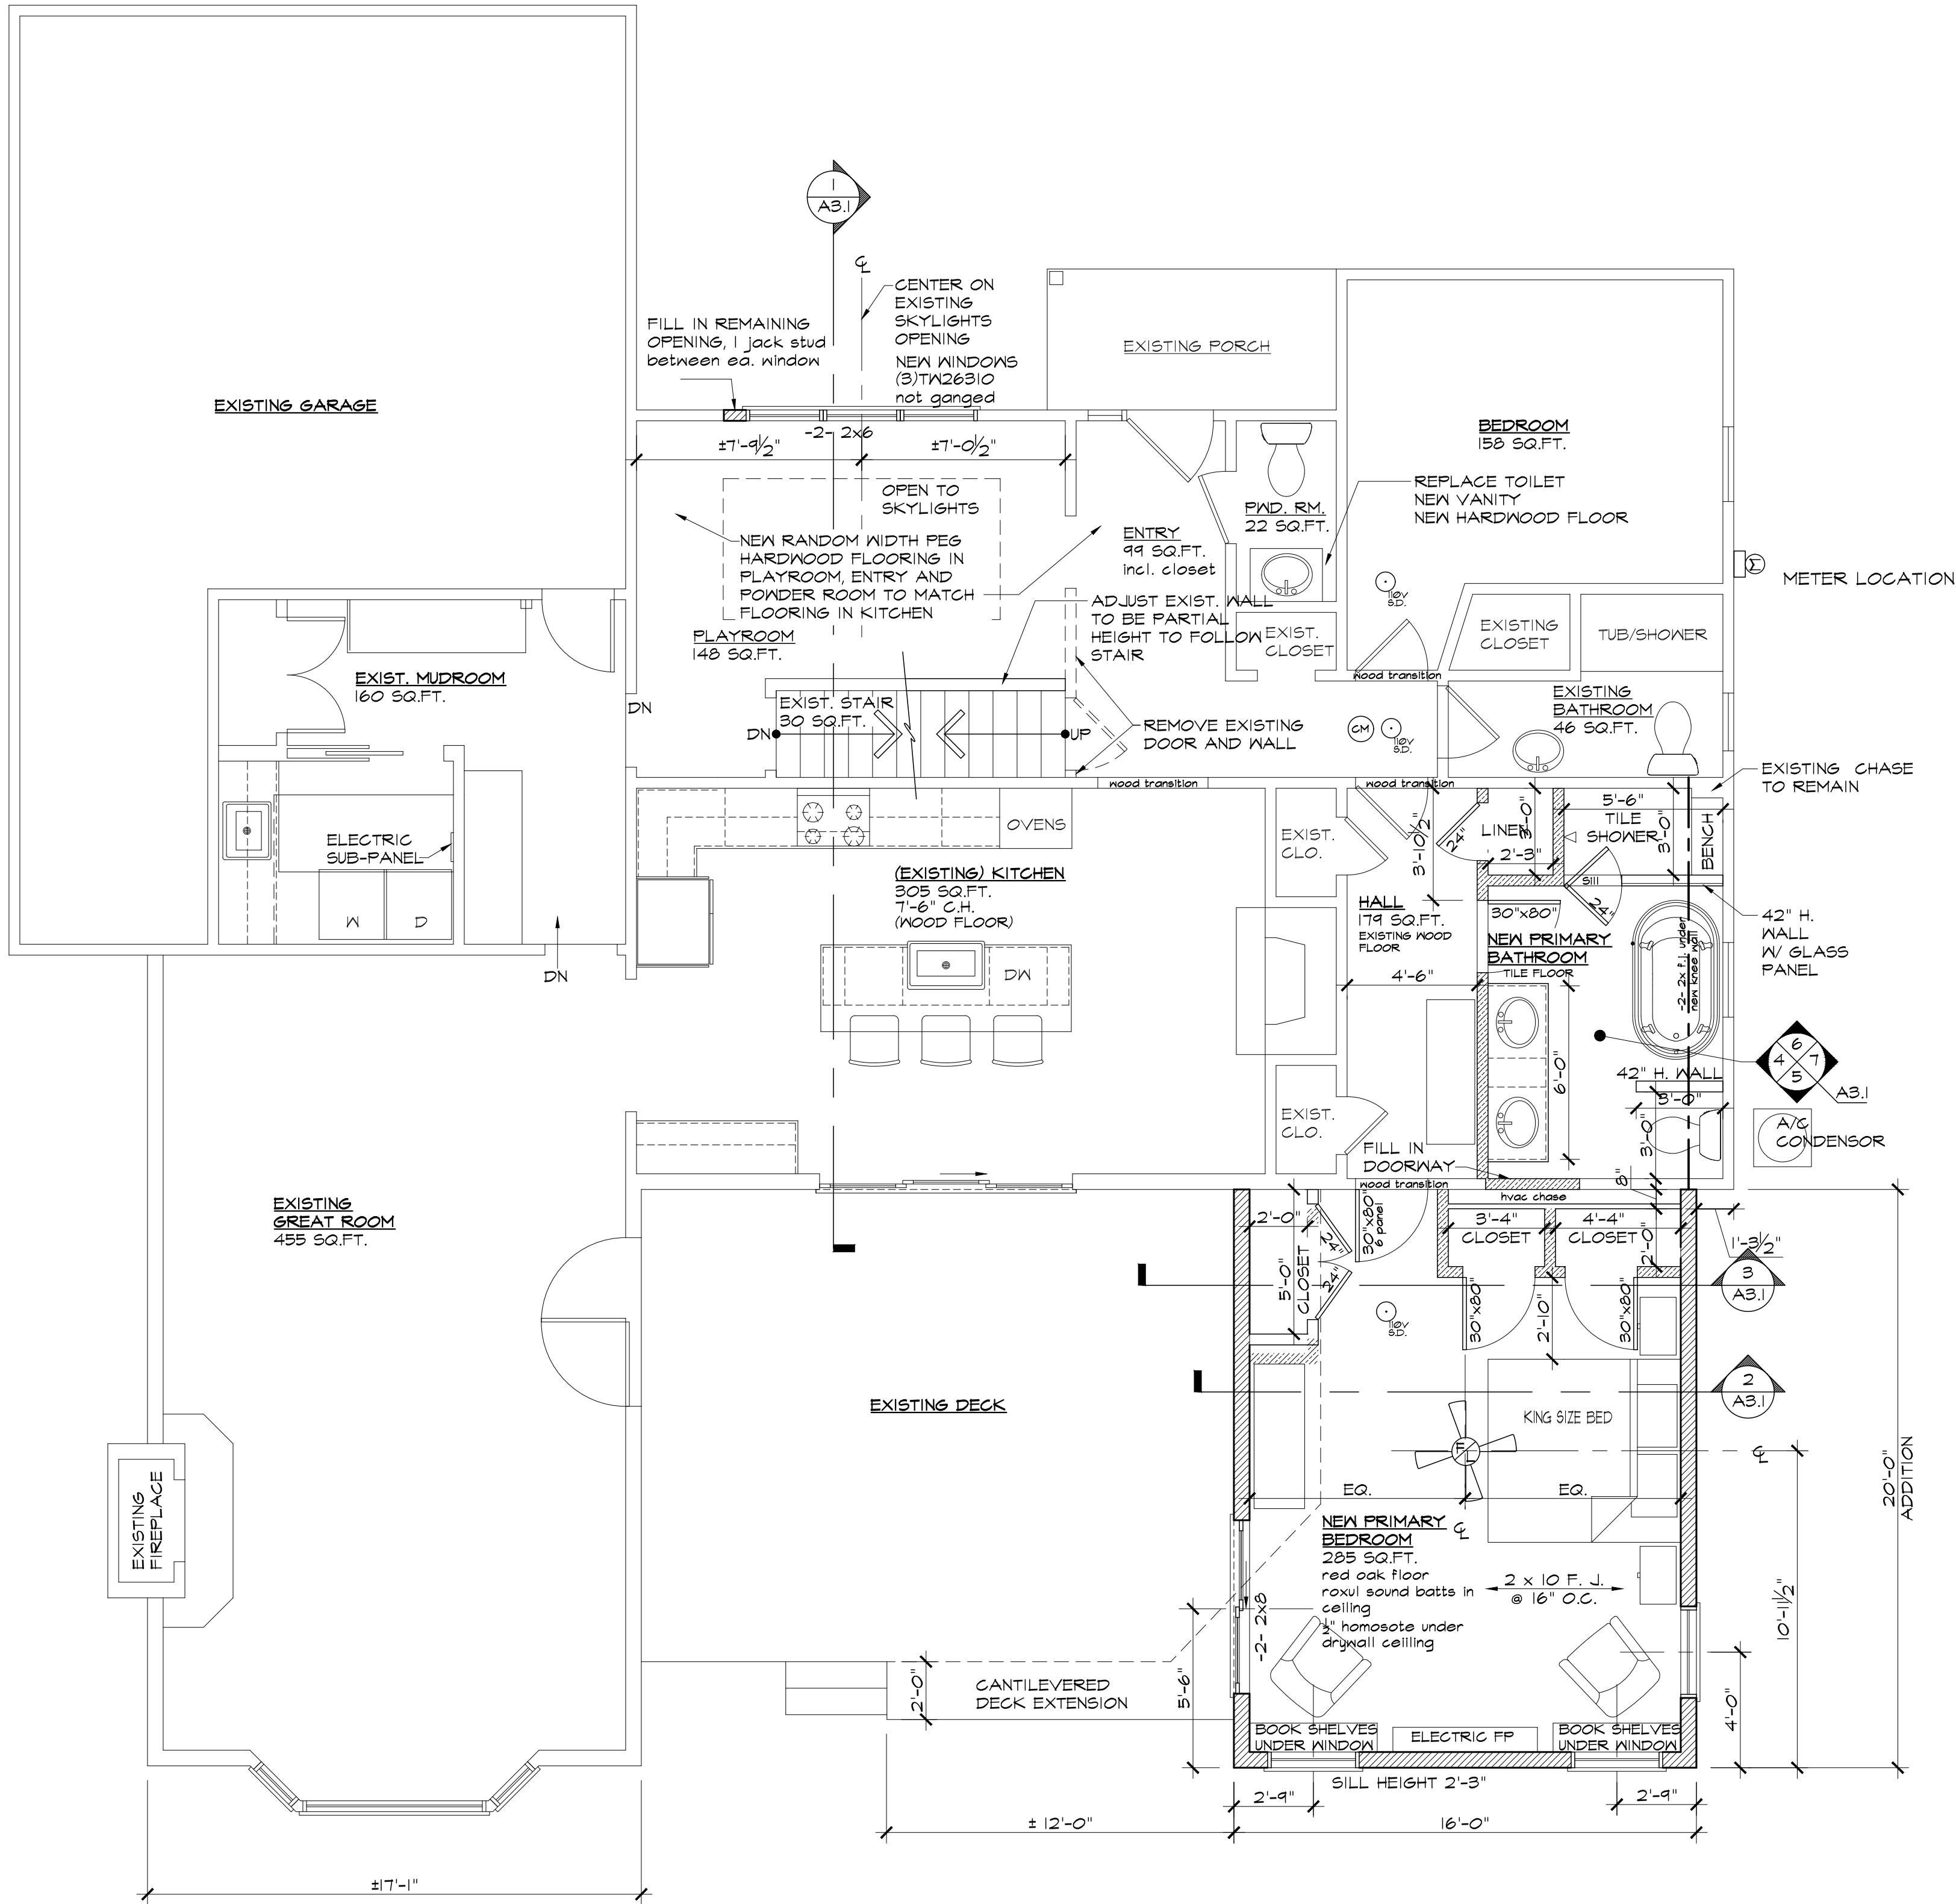 1
A3.1
℄
CENTER ON
EXISTING
SKYLIGHTS
OPENING
NEW WINDOWS
(3)TW26310
not ganged
FILL IN REMAINING
OPENING, 1 jack stud
between ea. window
EXISTING PORCH
EXISTING GARAGE
-2- 2x6
±7'-9½"
±7'-0½"
BEDROOM
158 SQ.FT.
OPEN TO
SKYLIGHTS
REPLACE TOILET
NEW VANITY
NEW HARDWOOD FLOOR
PWD. RM.
22 SQ.FT.
ENTRY
99 SQ.FT.
incl. closet
NEW RANDOM WIDTH PEG
HARDWOOD FLOORING IN
PLAYROOM, ENTRY AND
POWDER ROOM TO MATCH
FLOORING IN KITCHEN
PLAYROOM
148 SQ.FT.
METER LOCATION
110V
S.D.
ADJUST EXIST. WALL
TO BE PARTIAL
HEIGHT TO FOLLOW
STAIR
EXIST.
CLOSET
EXISTING
CLOSET
TUB/SHOWER
wood transition
EXIST. MUDROOM
160 SQ.FT.
DN
EXIST. STAIR
30 SQ.FT.
DN
UP
REMOVE EXISTING
DOOR AND WALL
CM
110V
S.D.
EXISTING
BATHROOM
46 SQ.FT.
EXISTING CHASE
TO REMAIN
wood transition
wood transition
ELECTRIC
SUB-PANEL
W
D
DN
OVENS
(EXISTING) KITCHEN
305 SQ.FT.
7'-6" C.H.
(WOOD FLOOR)
DW
EXIST.
CLO.
3'-10½"
24"
LINEN
3'-0"
2'-3"
5'-6"
TILE
SHOWER
3'-0"
BENCH
Sill
24"
30"x80"
HALL
179 SQ.FT.
EXISTING WOOD
FLOOR
4'-6"
NEW PRIMARY
BATHROOM
TILE FLOOR
-2- 2x f.j. under
new knee wall
42" H.
WALL
W/ GLASS
PANEL
6'-0"
6
4
7
5
A3.1
42" H. WALL
3'-0"
3'-0"
A/C
CONDENSOR
EXIST.
CLO.
FILL IN
DOORWAY
wood transition
hvac chase
8"
EXISTING
GREAT ROOM
455 SQ.FT.
2'-0"
5'-0"
CLOSET
24"
24"
30"x80"
6 panel
3'-4"
CLOSET
4'-4"
CLOSET
2'-0"
1'-3½"
3
A3.1
30"x80"
2'-10"
30"x80"
110V
S.D.
2
A3.1
EXISTING DECK
KING SIZE BED
F
L
℄
EQ.
EQ.
20'-0"
ADDITION
EXISTING
FIREPLACE
NEW PRIMARY
BEDROOM
℄
285 SQ.FT.
red oak floor
roxul sound batts in
ceiling
½" homosote under
drywall ceiiling
2 x 10 F. J.
@ 16" O.C.
-2- 2x8
10'-11½"
5'-6"
4'-0"
2'-0"
CANTILEVERED
DECK EXTENSION
BOOK SHELVES
UNDER WINDOW
ELECTRIC FP
BOOK SHELVES
UNDER WINDOW
SILL HEIGHT 2'-3"
2'-9"
2'-9"
± 12'-0"
16'-0"
±17'-1"